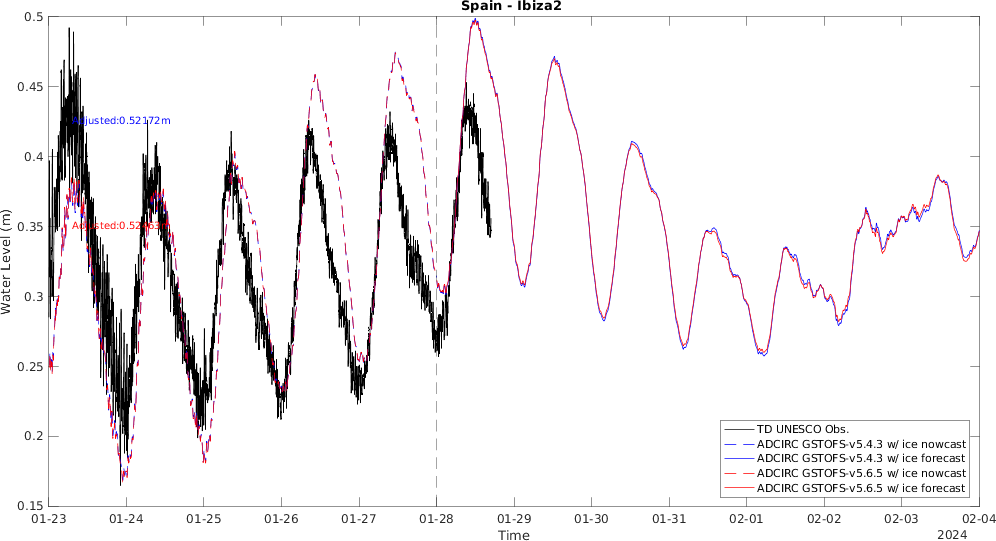 Spain - Ibiza2
0.5
0.45
0.4
0.35
0.3
0.25
0.2
0.15
Water Level (m)
Adjusted:0.52172m
01-23
01-24
01-25
01-26
01-27
01-28
01-29
01-30
01-31
02-01
02-02
02-03
02-04
Time
2024
TD UNESCO Obs.
ADCIRC GSTOFS-v5.4.3 w/ ice nowcast
ADCIRC GSTOFS-v5.4.3 w/ ice forecast
ADCIRC GSTOFS-v5.6.5 w/ ice nowcast
ADCIRC GSTOFS-v5.6.5 w/ ice forecast